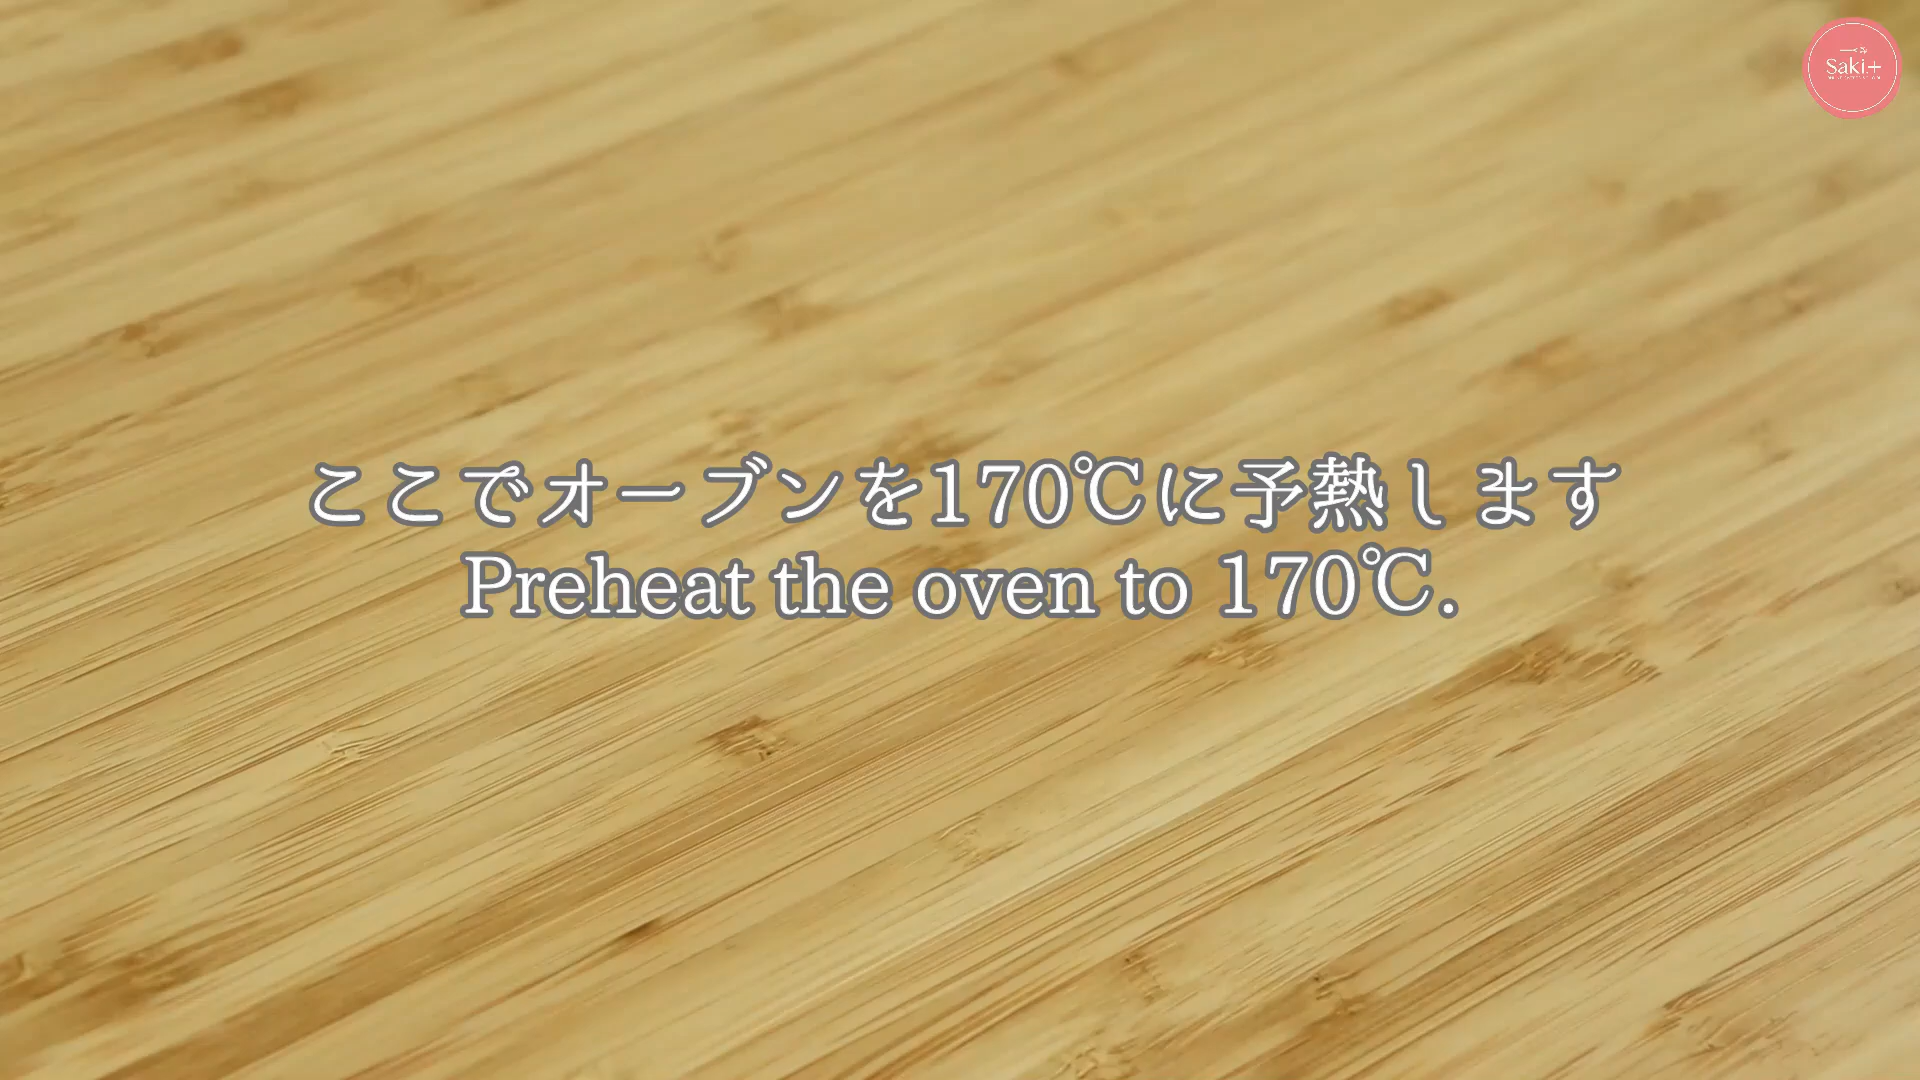 Saki.+
ここでオーブンを170℃に予熱します
Preheat the oven to 170℃.